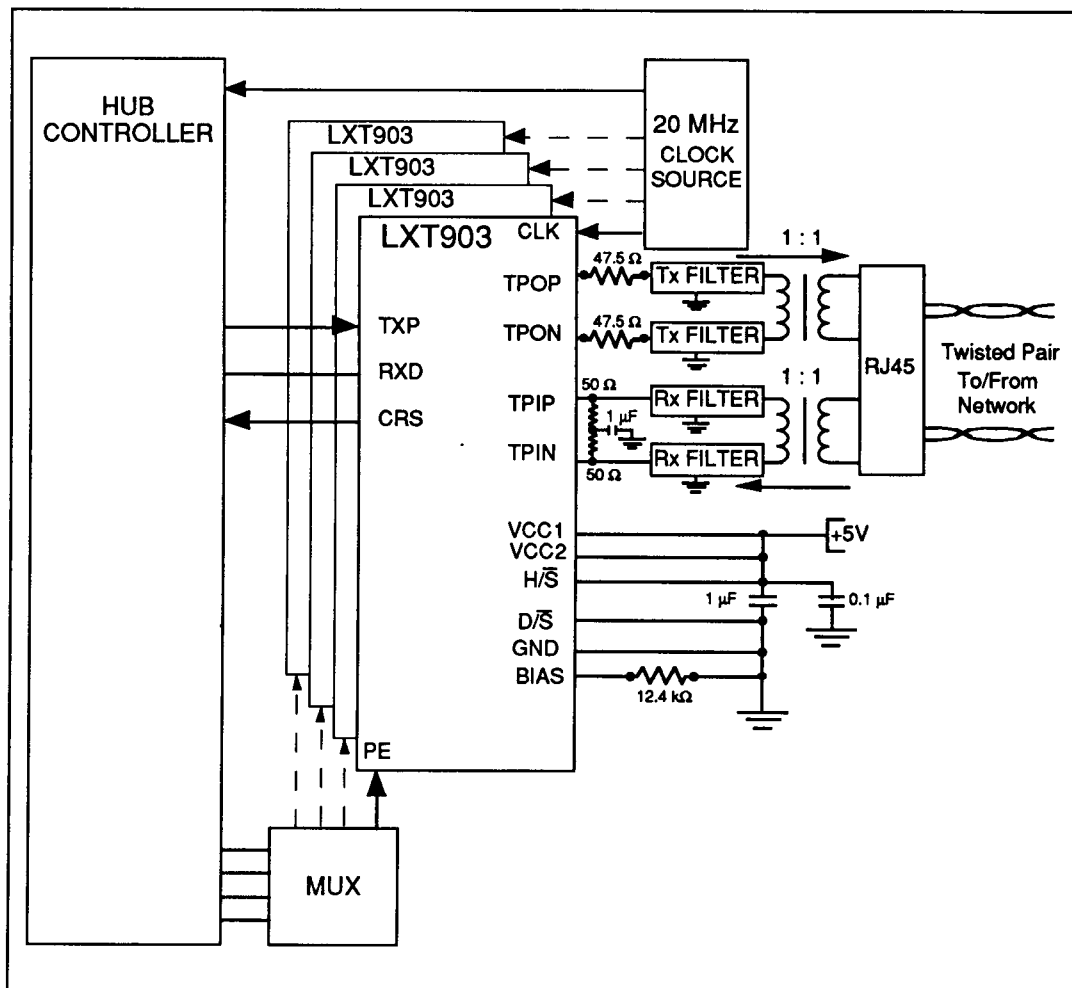 HUB
CONTROLLER
LXT903
LXT903
LXT903
LXT903
20 MHz
CLOCK
SOURCE
CLK
1 : 1
47.5 Ω
TPOP
Tx FILTER
TXP
47.5 Ω
TPON
Tx FILTER
RXD
RJ45
Twisted Pair
To/From
Network
1 : 1
50 Ω
TPIP
Rx FILTER
CRS
1 µF
TPIN
Rx FILTER
50 Ω
VCC1
+5V
VCC2
H/S̅
1 µF
0.1 µF
D/S̅
GND
BIAS
12.4 kΩ
PE
MUX